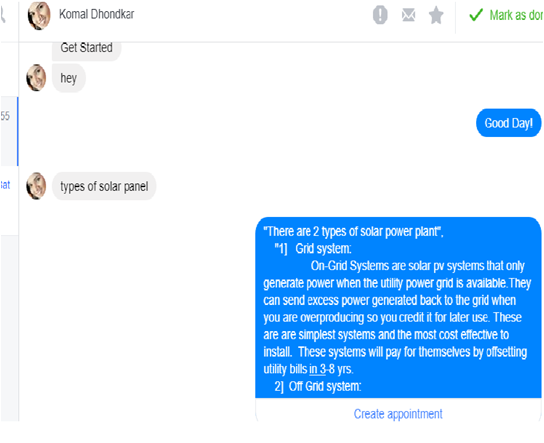 Komal Dhondkar
Mark as dor
Get Started
hey
55
Good Day!
types of solar panel
"There are 2 types of solar power plant",
"1] Grid system:
On-Grid Systems are solar pv systems that only
generate power when the utility power grid is available.They
can send excess power generated back to the grid when
you are overproducing so you credit it for later use. These
are are simplest systems and the most cost effective to
install. These systems will pay for themselves by offsetting
utility bills in 3-8 yrs.
2] Off Grid system:
Create appointment